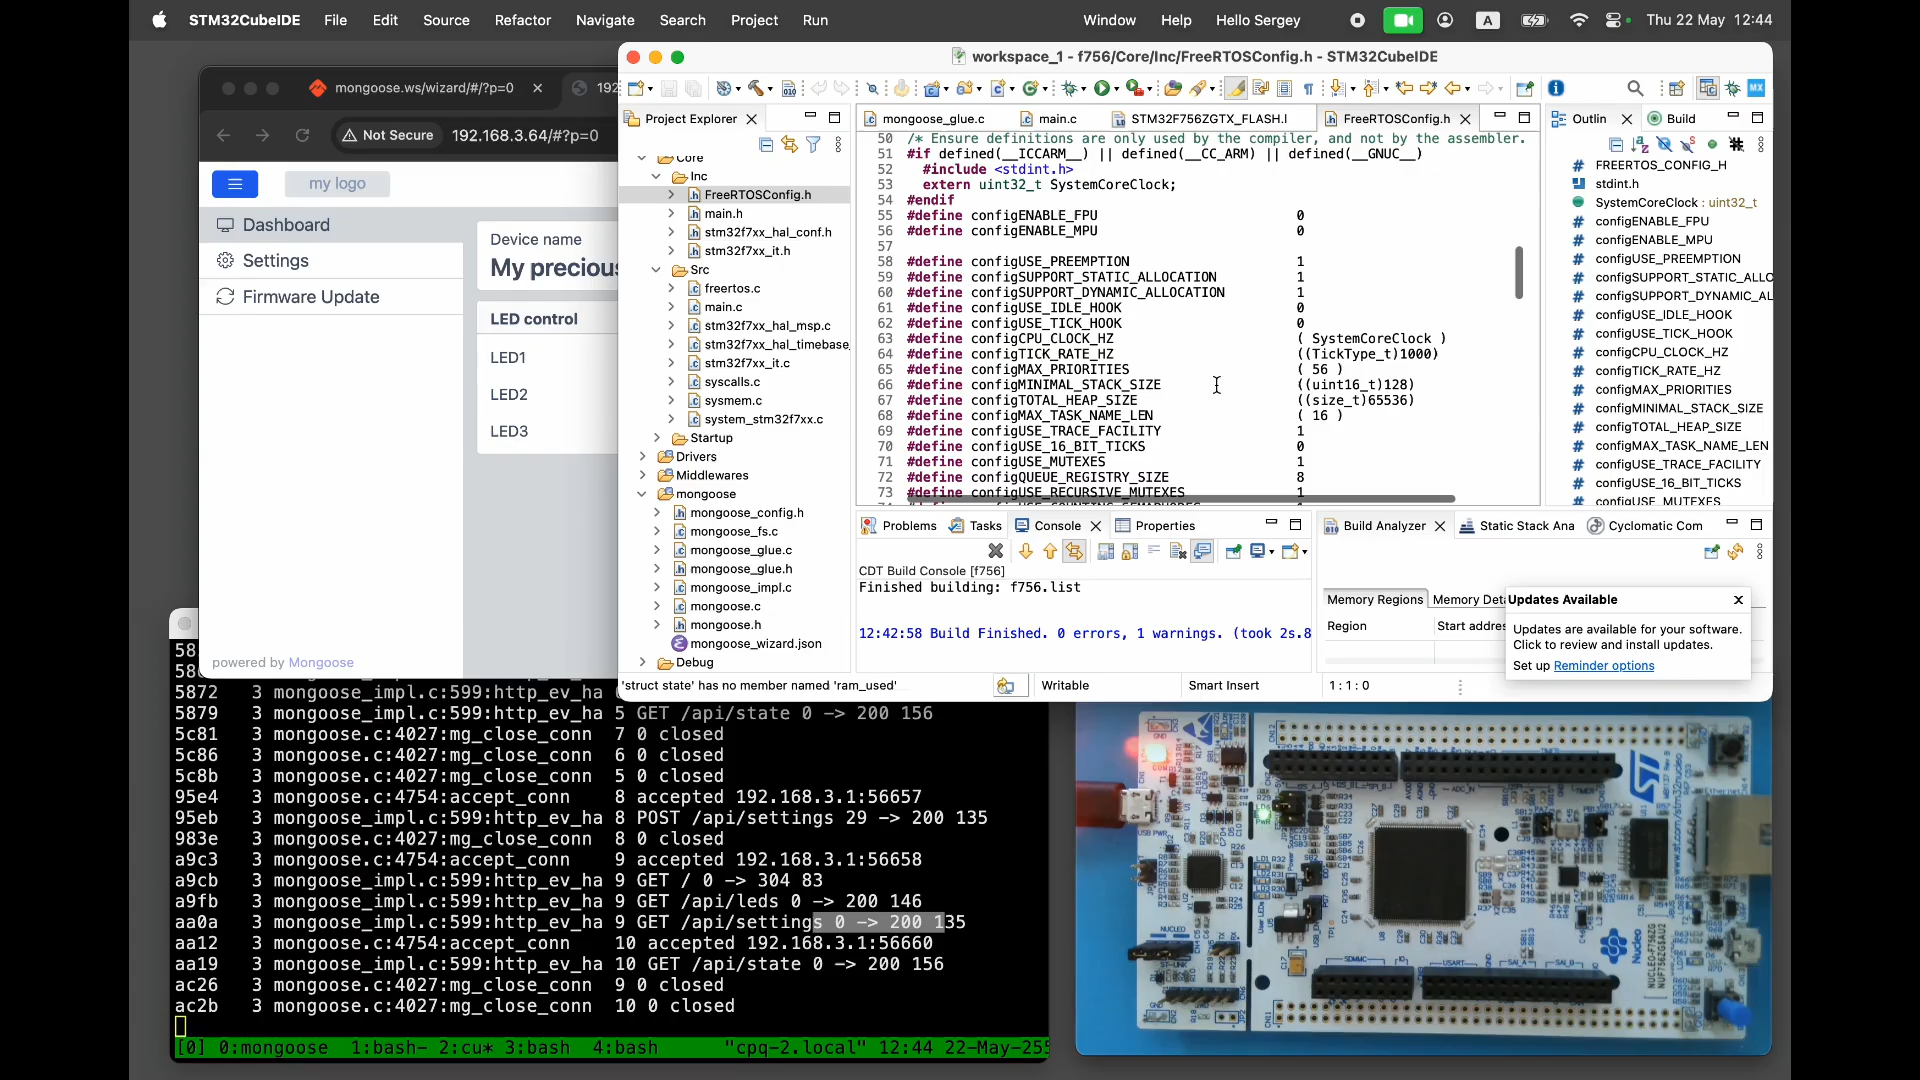 STM32CubeIDE File Edit Source Refactor Navigate Search Project Run Window Help Hello Sergey A Thu 22 May 12:44
workspace_1 - f756/Core/Inc/FreeRTOSConfig.h - STM32CubeIDE
mongoose.ws/wizard/#/?p=0
192
Not Secure 192.168.3.64/#?p=0
my logo
Dashboard
Settings
Firmware Update
Device name
My precious
LED control
LED1
LED2
LED3
powered by Mongoose
Project Explorer
Core
Inc
FreeRTOSConfig.h
main.h
stm32f7xx_hal_conf.h
stm32f7xx_it.h
Src
freertos.c
main.c
stm32f7xx_hal_msp.c
stm32f7xx_hal_timebase_
stm32f7xx_it.c
syscalls.c
sysmem.c
system_stm32f7xx.c
Startup
Drivers
Middlewares
mongoose
mongoose_config.h
mongoose_fs.c
mongoose_glue.c
mongoose_glue.h
mongoose_impl.c
mongoose.c
mongoose.h
mongoose_wizard.json
Debug
mongoose_glue.c main.c STM32F756ZGTX_FLASH.l FreeRTOSConfig.h
50 /* Ensure definitions are only used by the compiler, and not by the assembler.
51 #if defined(__ICCARM__) || defined(__CC_ARM) || defined(__GNUC__)
52 #include <stdint.h>
53 extern uint32_t SystemCoreClock;
54 #endif
55 #define configENABLE_FPU 0
56 #define configENABLE_MPU 0
57
58 #define configUSE_PREEMPTION 1
59 #define configSUPPORT_STATIC_ALLOCATION 1
60 #define configSUPPORT_DYNAMIC_ALLOCATION 1
61 #define configUSE_IDLE_HOOK 0
62 #define configUSE_TICK_HOOK 0
63 #define configCPU_CLOCK_HZ ( SystemCoreClock )
64 #define configTICK_RATE_HZ ((TickType_t)1000)
65 #define configMAX_PRIORITIES ( 56 )
66 #define configMINIMAL_STACK_SIZE ((uint16_t)128)
67 #define configTOTAL_HEAP_SIZE ((size_t)65536)
68 #define configMAX_TASK_NAME_LEN ( 16 )
69 #define configUSE_TRACE_FACILITY 1
70 #define configUSE_16_BIT_TICKS 0
71 #define configUSE_MUTEXES 1
72 #define configQUEUE_REGISTRY_SIZE 8
73 #define configUSE_RECURSIVE_MUTEXES 1
Outlin Build
FREERTOS_CONFIG_H
stdint.h
SystemCoreClock : uint32_t
configENABLE_FPU
configENABLE_MPU
configUSE_PREEMPTION
configSUPPORT_STATIC_ALLO
configSUPPORT_DYNAMIC_AL
configUSE_IDLE_HOOK
configUSE_TICK_HOOK
configCPU_CLOCK_HZ
configTICK_RATE_HZ
configMAX_PRIORITIES
configMINIMAL_STACK_SIZE
configTOTAL_HEAP_SIZE
configMAX_TASK_NAME_LEN
configUSE_TRACE_FACILITY
configUSE_16_BIT_TICKS
configUSE_MUTEXES
Problems Tasks Console Properties
CDT Build Console [f756]
Finished building: f756.list
12:42:58 Build Finished. 0 errors, 1 warnings. (took 2s.8
Build Analyzer Static Stack Ana Cyclomatic Com
Memory Regions Memory Deta
Region Start addres
Updates Available
Updates are available for your software.
Click to review and install updates.
Set up Reminder options
'struct state' has no member named 'ram_used' Writable Smart Insert 1 : 1 : 0
5872 3 mongoose_impl.c:599:http_ev_ha
5879 3 mongoose_impl.c:599:http_ev_ha 5 GET /api/state 0 -> 200 156
5c81 3 mongoose.c:4027:mg_close_conn 7 0 closed
5c86 3 mongoose.c:4027:mg_close_conn 6 0 closed
5c8b 3 mongoose.c:4027:mg_close_conn 5 0 closed
95e4 3 mongoose.c:4754:accept_conn 8 accepted 192.168.3.1:56657
95eb 3 mongoose_impl.c:599:http_ev_ha 8 POST /api/settings 29 -> 200 135
983e 3 mongoose.c:4027:mg_close_conn 8 0 closed
a9c3 3 mongoose.c:4754:accept_conn 9 accepted 192.168.3.1:56658
a9cb 3 mongoose_impl.c:599:http_ev_ha 9 GET / 0 -> 304 83
a9fb 3 mongoose_impl.c:599:http_ev_ha 9 GET /api/leds 0 -> 200 146
aa0a 3 mongoose_impl.c:599:http_ev_ha 9 GET /api/settings 0 -> 200 135
aa12 3 mongoose.c:4754:accept_conn 10 accepted 192.168.3.1:56660
aa19 3 mongoose_impl.c:599:http_ev_ha 10 GET /api/state 0 -> 200 156
ac26 3 mongoose.c:4027:mg_close_conn 9 0 closed
ac2b 3 mongoose.c:4027:mg_close_conn 10 0 closed
[0] 0:mongoose 1:bash- 2:cu* 3:bash 4:bash "cpq-2.local" 12:44 22-May-25